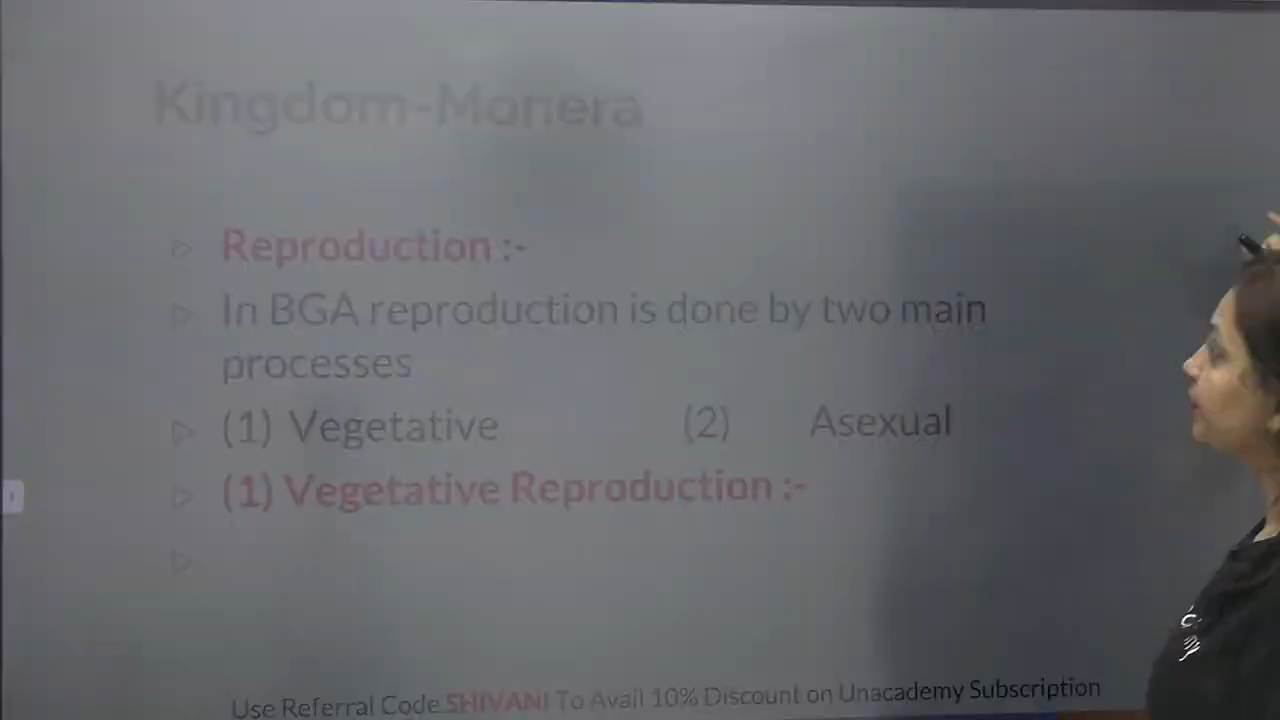 Kingdom-Monera
Reproduction :-
In BGA reproduction is done by two main
processes
(1) Vegetative (2) Asexual
(1) Vegetative Reproduction :-
Use Referral Code SHIVANI To Avail 10% Discount on Unacademy Subscription